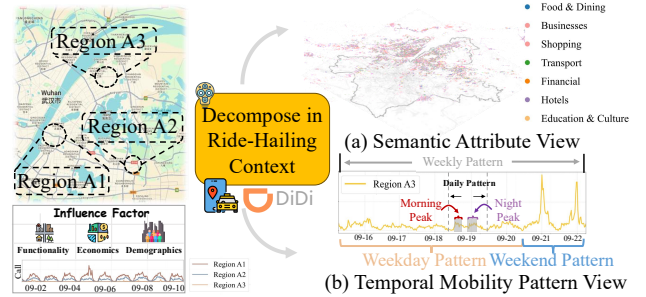 Region A3
Wuhan
武汉市
Region A2
Region A1
Influence Factor
Functionality Economics Demographics
Call
09-02 09-04 09-06 09-08 09-10
Region A1
Region A2
Region A3
Decompose in
Ride-Hailing
Context
DiDi
Food & Dining
Businesses
Shopping
Transport
Financial
Hotels
Education & Culture
(a) Semantic Attribute View
Weekly Pattern
Region A3
Daily Pattern
Morning
Peak
Night
Peak
09-16 09-17 09-18 09-19 09-20 09-21 09-22
Weekday Pattern Weekend Pattern
(b) Temporal Mobility Pattern View